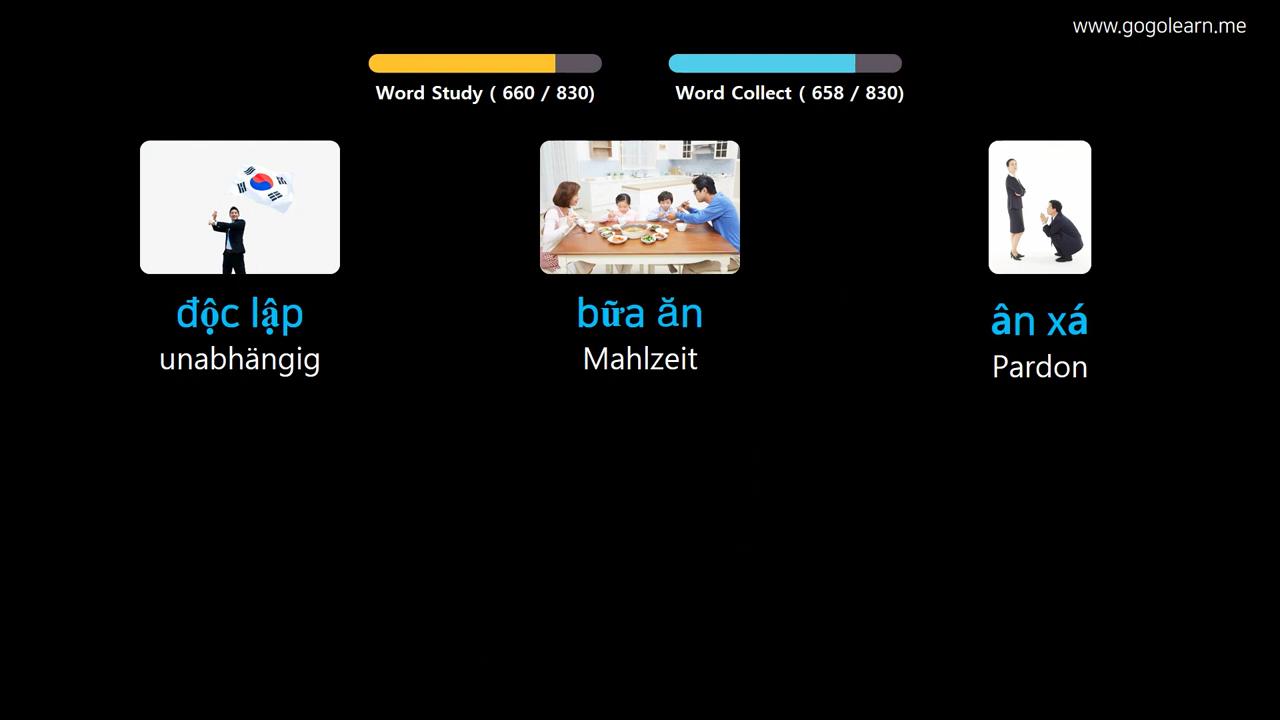 www.gogolearn.me
Word Study ( 660 / 830)
Word Collect ( 658 / 830)
độc lập
unabhängig
bữa ăn
Mahlzeit
ân xá
Pardon